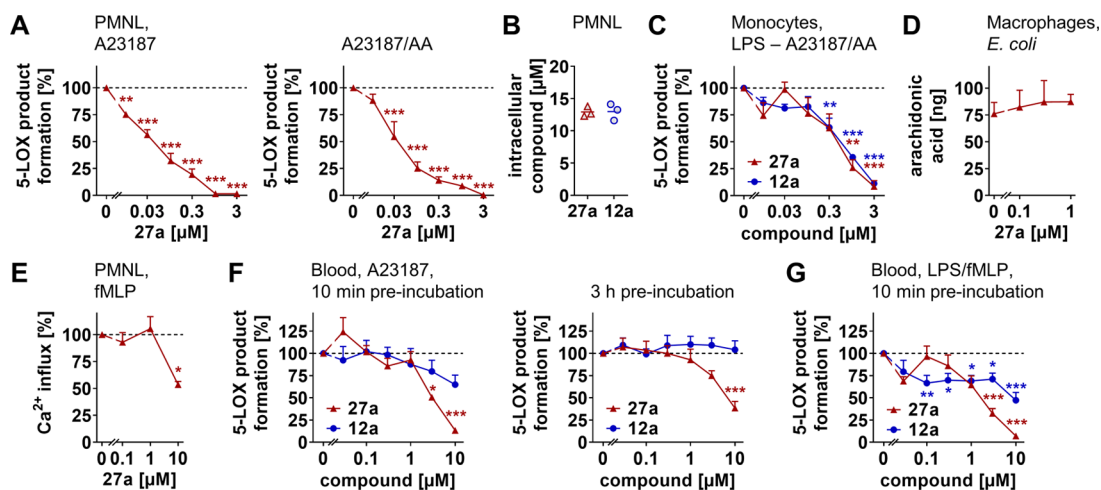 A
PMNL,
A23187
A23187/AA
5-LOX product
formation [%]
100
75
50
25
0
**
***
***
***
***
***
0
0.03
0.3
3
27a [µM]
5-LOX product
formation [%]
100
75
50
25
0
***
***
***
***
***
0
0.03
0.3
3
27a [µM]
B
PMNL
intracellular
compound [µM]
20
15
10
5
0
27a 12a
C
Monocytes,
LPS – A23187/AA
5-LOX product
formation [%]
100
75
50
25
0
**
***
**
***
***
27a
12a
0
0.03
0.3
3
compound [µM]
D
Macrophages,
E. coli
arachidonic
acid [ng]
125
100
75
50
25
0
0
0.1
1
27a [µM]
E
PMNL,
fMLP
Ca2+ influx [%]
100
75
50
25
0
*
0
0.1
1
10
27a [µM]
F
Blood, A23187,
10 min pre-incubation
5-LOX product
formation [%]
125
100
75
50
25
0
*
***
27a
12a
0
0.1
1
10
compound [µM]
3 h pre-incubation
5-LOX product
formation [%]
125
100
75
50
25
0
***
27a
12a
0
0.1
1
10
compound [µM]
G
Blood, LPS/fMLP,
10 min pre-incubation
5-LOX product
formation [%]
125
100
75
50
25
0
**
*
*
*
***
***
***
27a
12a
0
0.1
1
10
compound [µM]